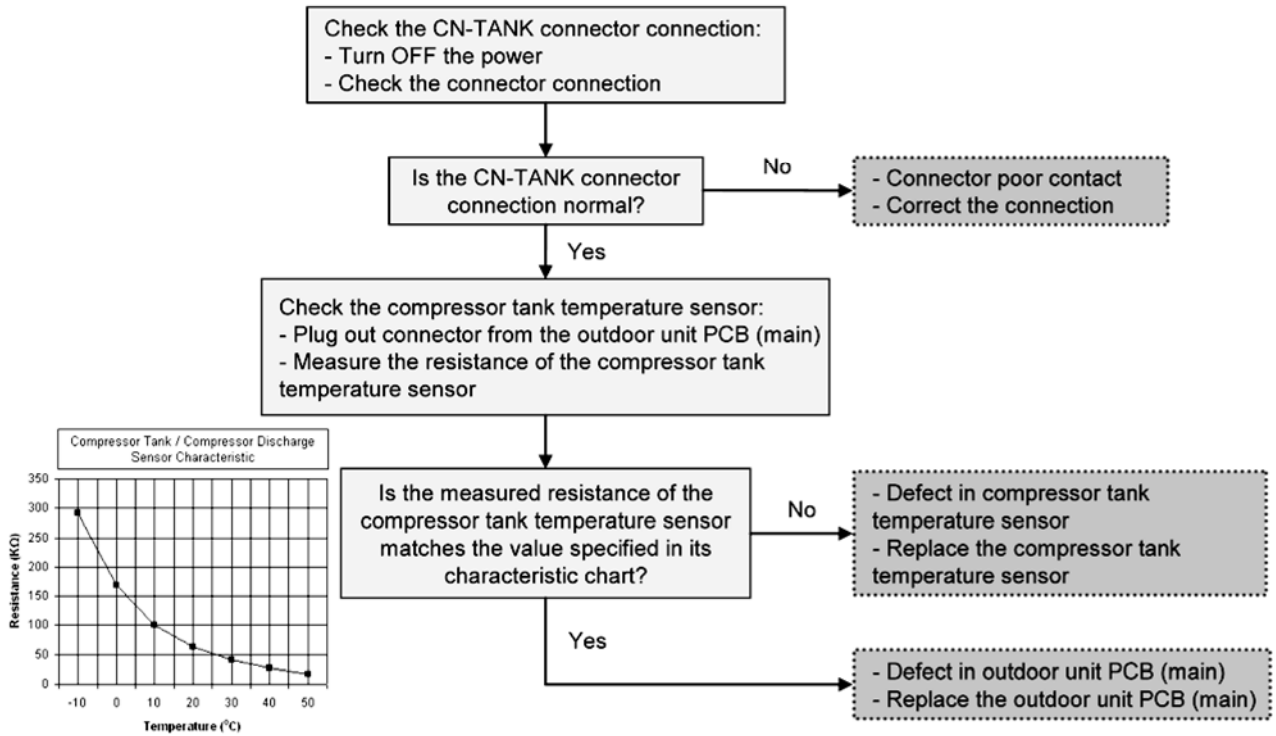 Check the CN-TANK connector connection:
- Turn OFF the power
- Check the connector connection
Is the CN-TANK connector
connection normal?
No
- Connector poor contact
- Correct the connection
Yes
Check the compressor tank temperature sensor:
- Plug out connector from the outdoor unit PCB (main)
- Measure the resistance of the compressor tank
temperature sensor
Compressor Tank / Compressor Discharge
Sensor Characteristic
Resistance (KΩ)
350
300
250
200
150
100
50
0
-10 0 10 20 30 40 50
Temperature (⁰C)
Is the measured resistance of the
compressor tank temperature sensor
matches the value specified in its
characteristic chart?
No
- Defect in compressor tank
temperature sensor
- Replace the compressor tank
temperature sensor
Yes
- Defect in outdoor unit PCB (main)
- Replace the outdoor unit PCB (main)